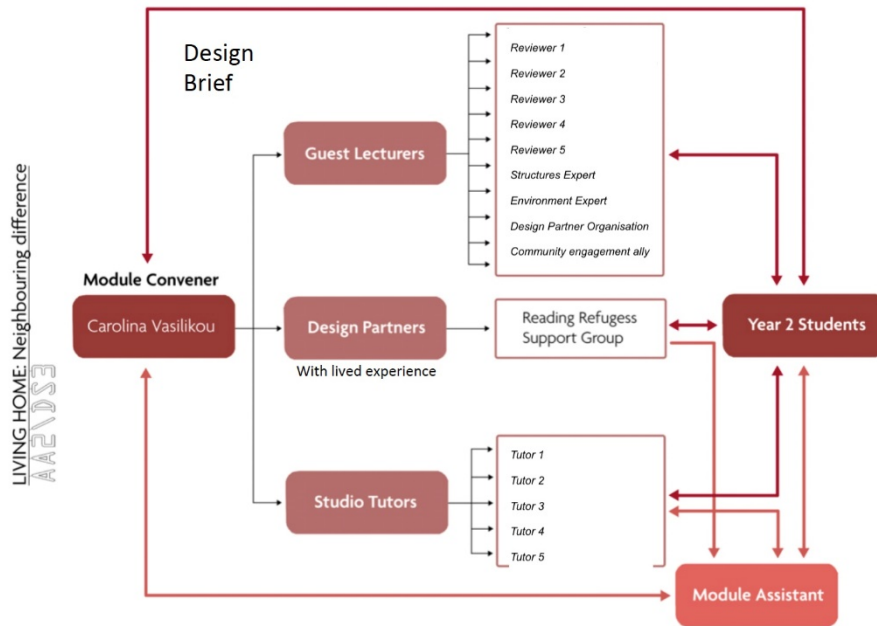 Design
Brief
LIVING HOME: Neighbouring difference
Module Convener
Carolina Vasilikou
Guest Lecturers
Reviewer 1
Reviewer 2
Reviewer 3
Reviewer 4
Reviewer 5
Structures Expert
Environment Expert
Design Partner Organisation
Community engagement ally
Design Partners
With lived experience
Reading Refugess
Support Group
Year 2 Students
Studio Tutors
Tutor 1
Tutor 2
Tutor 3
Tutor 4
Tutor 5
Module Assistant